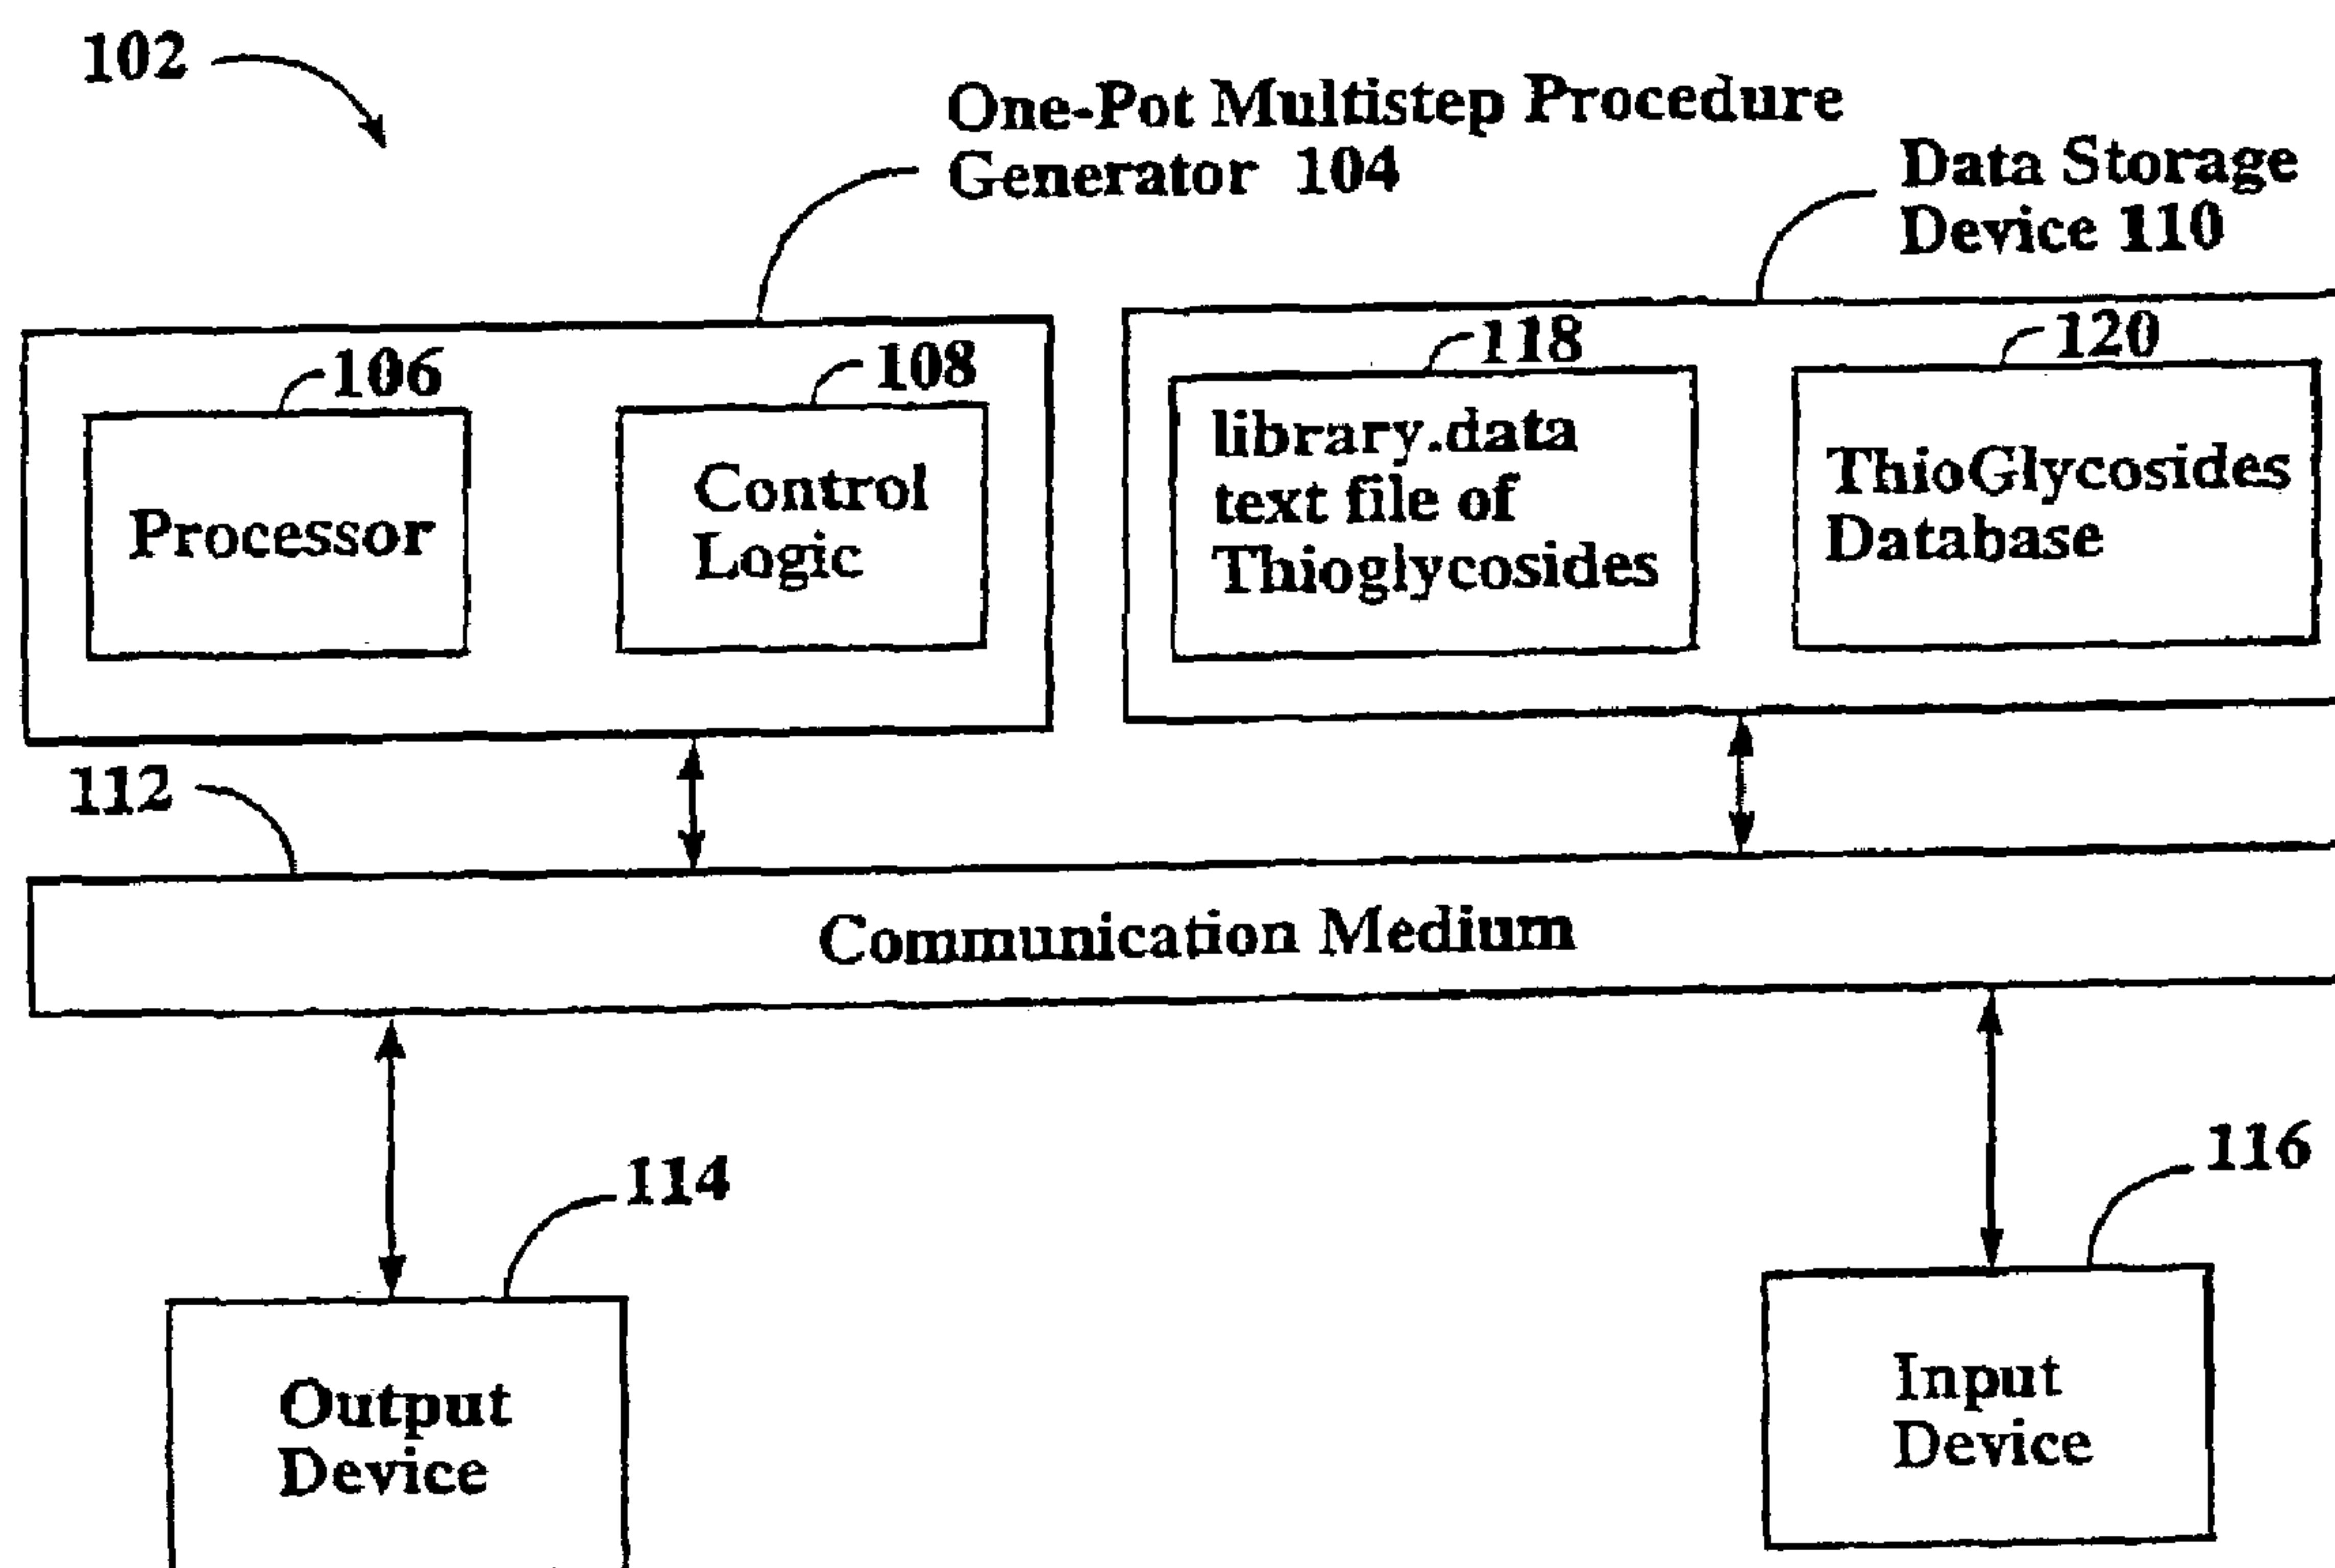 102
One-Pot Multistep Procedure
Generator 104
Data Storage
Device 110
106
108
118
120
Processor
Control
Logic
library.data
text file of
Thioglycosides
ThioGlycosides
Database
112
Communication Medium
114
116
Output
Device
Input
Device